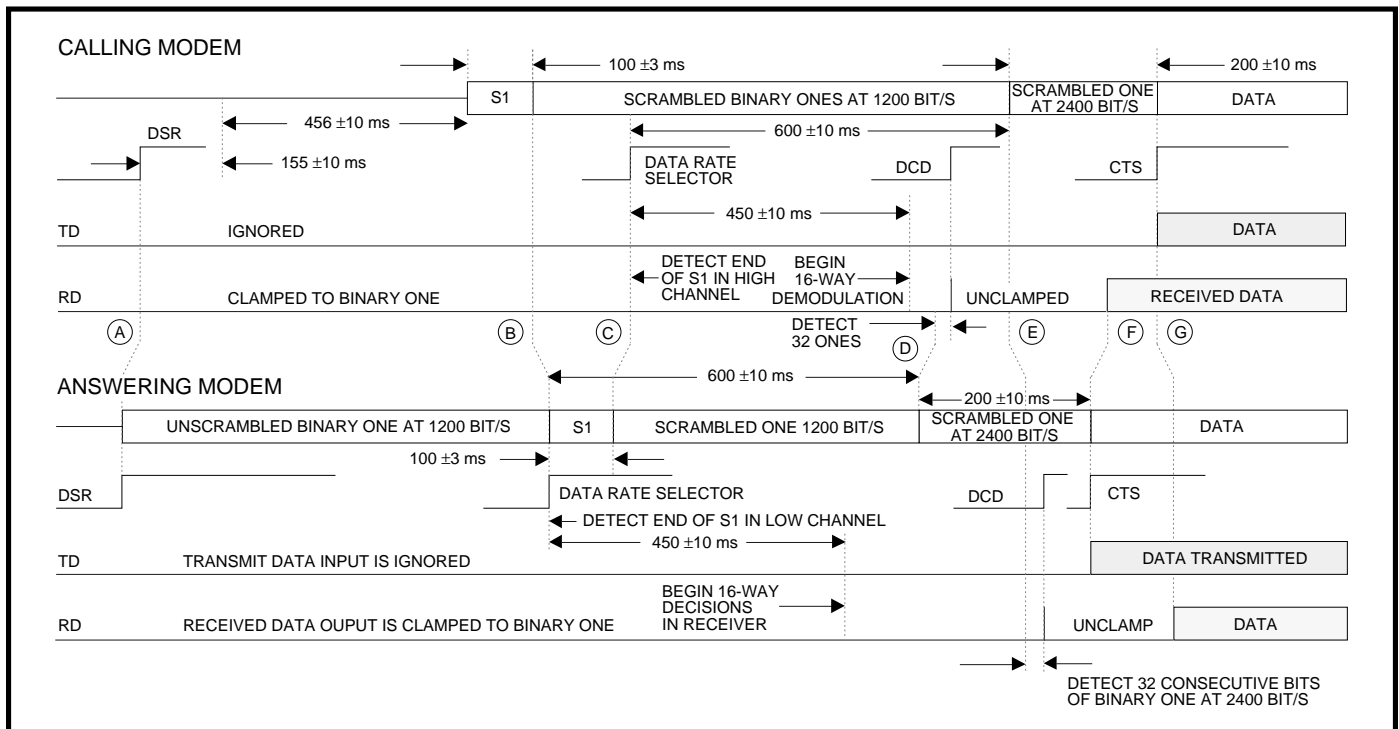 CALLING MODEM
100 ±3 ms
200 ±10 ms
S1
SCRAMBLED BINARY ONES AT 1200 BIT/S
SCRAMBLED ONE
AT 2400 BIT/S
DATA
456 ±10 ms
600 ±10 ms
DSR
155 ±10 ms
DATA RATE
SELECTOR
DCD
CTS
450 ±10 ms
TD
IGNORED
DATA
DETECT END
OF S1 IN HIGH
CHANNEL
BEGIN
16-WAY
DEMODULATION
RD
CLAMPED TO BINARY ONE
UNCLAMPED
RECEIVED DATA
DETECT
32 ONES
A
B
C
D
E
F
G
ANSWERING MODEM
600 ±10 ms
200 ±10 ms
UNSCRAMBLED BINARY ONE AT 1200 BIT/S
S1
SCRAMBLED ONE 1200 BIT/S
SCRAMBLED ONE
AT 2400 BIT/S
DATA
100 ±3 ms
DSR
DATA RATE SELECTOR
DCD
CTS
DETECT END OF S1 IN LOW CHANNEL
450 ±10 ms
TD
TRANSMIT DATA INPUT IS IGNORED
DATA TRANSMITTED
BEGIN 16-WAY
DECISIONS
IN RECEIVER
RD
RECEIVED DATA OUPUT IS CLAMPED TO BINARY ONE
UNCLAMP
DATA
DETECT 32 CONSECUTIVE BITS
OF BINARY ONE AT 2400 BIT/S